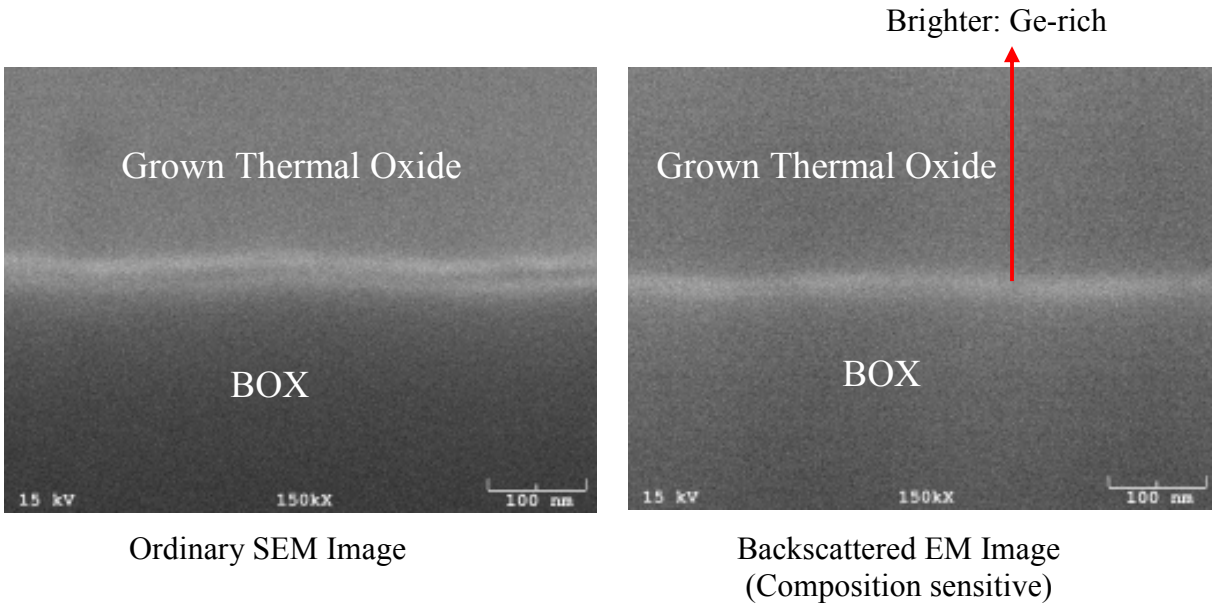 Brighter: Ge-rich
Grown Thermal Oxide
BOX
15 kV 150kX 100 nm
Ordinary SEM Image
Grown Thermal Oxide
BOX
15 kV 150kX 100 nm
Backscattered EM Image
(Composition sensitive)